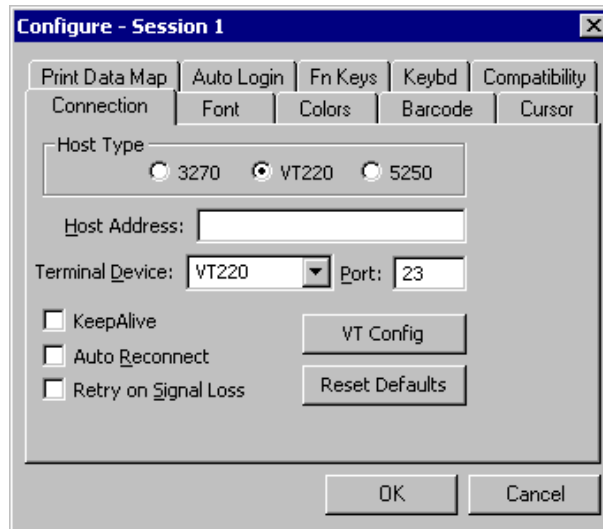 Configure - Session 1
Print Data Map Auto Login Fn Keys Keybd Compatibility
Connection Font Colors Barcode Cursor
Host Type
3270 VT220 5250
Host Address:
Terminal Device: VT220 Port: 23
KeepAlive
VT Config
Auto Reconnect
Retry on Signal Loss
Reset Defaults
OK Cancel